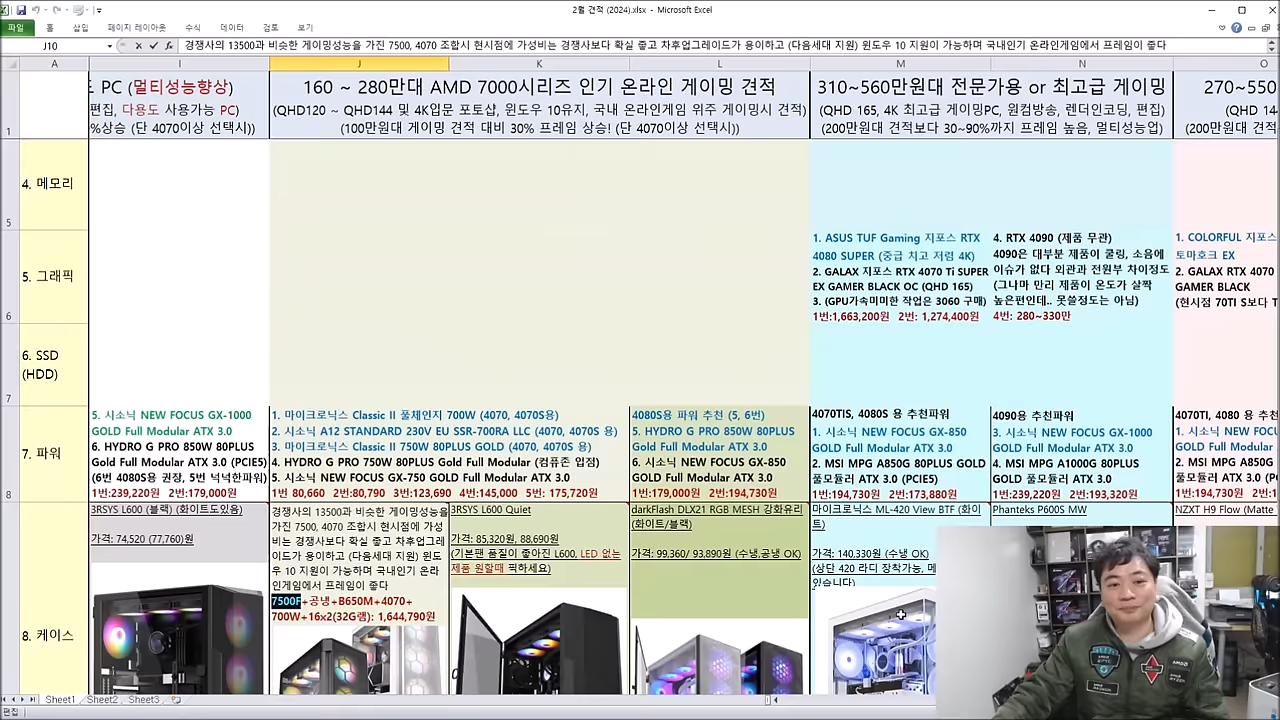 2월 견적 (2024).xlsx - Microsoft Excel
파일 홈 삽입 페이지 레이아웃 수식 데이터 검토 보기
J10 경쟁사의 13500과 비슷한 게이밍성능을 가진 7500, 4070 조합시 현시점에 가성비는 경쟁사보다 확실 좋고 차후업그레이드가 용이하고 (다음세대 지원) 윈도우 10 지원이 가능하며 국내인기 온라인게임에서 프레임이 좋다
A I J K L M N O
PC (멀티성능향상)
편집, 다용도 사용가능 PC)
%상승 (단 4070이상 선택시))
160 ~ 280만대 AMD 7000시리즈 인기 온라인 게이밍 견적
(QHD120 ~ QHD144 및 4K입문 포토샵, 윈도우 10유지, 국내 온라인게임 위주 게이밍시 견적)
(100만원대 게이밍 견적 대비 30% 프레임 상승! (단 4070이상 선택시))
310~560만원대 전문가용 or 최고급 게이밍
(QHD 165, 4K 최고급 게이밍PC, 원컴방송, 렌더인코딩, 편집)
(200만원대 견적보다 30~90%까지 프레임 높음, 멀티성능업)
270~550
(QHD 14
(200만원대 견적
1
4. 메모리
5
5. 그래픽
6
1. ASUS TUF Gaming 지포스 RTX
4080 SUPER (중급 치고 저렴 4K)
2. GALAX 지포스 RTX 4070 Ti SUPER
EX GAMER BLACK OC (QHD 165)
3. (GPU가속미미한 작업은 3060 구매)
1번:1,663,200원 2번: 1,274,400원
4. RTX 4090 (제품 무관)
4090은 대부분 제품이 쿨링, 소음에
이슈가 없다 외관과 전원부 차이정도
(그나마 만리 제품이 온도가 살짝
높은편인데.. 못쓸정도는 아님)
4번: 280~330만
1. COLORFUL 지포스
토마호크 EX
2. GALAX RTX 4070
GAMER BLACK
(현시점 70TI S보다 T
6. SSD
(HDD)
7
7. 파워
8
5. 시소닉 NEW FOCUS GX-1000
GOLD Full Modular ATX 3.0
6. HYDRO G PRO 850W 80PLUS
Gold Full Modular ATX 3.0 (PCIE5)
(6번 4080S용 권장, 5번 넉넉한파워)
1번:239,220원 2번:179,000원
1. 마이크로닉스 Classic II 풀체인지 700W (4070, 4070S용)
2. 시소닉 A12 STANDARD 230V EU SSR-700RA LLC (4070, 4070S 용)
3. 마이크로닉스 Classic II 750W 80PLUS GOLD (4070, 4070S 용)
4. HYDRO G PRO 750W 80PLUS Gold Full Modular (컴퓨존 입점)
5. 시소닉 NEW FOCUS GX-750 GOLD Full Modular ATX 3.0
1번 80,660 2번:80,790 3번:123,690 4번:145,000 5번: 175,720원
4080S용 파워 추천 (5, 6번)
5. HYDRO G PRO 850W 80PLUS
Gold Full Modular ATX 3.0
6. 시소닉 NEW FOCUS GX-850
GOLD Full Modular ATX 3.0
1번:179,000원 2번:194,730원
4070TIS, 4080S 용 추천파워
1. 시소닉 NEW FOCUS GX-850
GOLD Full Modular ATX 3.0
2. MSI MPG A850G 80PLUS GOLD
풀모듈러 ATX 3.0 (PCIE5)
1번:194,730원 2번:173,880원
4090용 추천파워
3. 시소닉 NEW FOCUS GX-1000
GOLD Full Modular ATX 3.0
4. MSI MPG A1000G 80PLUS
풀모듈러 ATX 3.0 (PCIE5)
1번:239,220원 2번:193,320원
4070TI, 4080 용 추천
1. 시소닉 NEW FOCU
GOLD Full Modular
2. MSI MPG A850G
풀모듈러 ATX 3.0 (
1번:194,730원 2번:1
8. 케이스
3RSYS L600 (블랙) (화이트도있음)
가격: 74,520 (77,760)원
경쟁사의 13500과 비슷한 게이밍성능을
가진 7500, 4070 조합시 현시점에 가성
비는 경쟁사보다 확실 좋고 차후업그레
이드가 용이하고 (다음세대 지원) 윈도
우 10 지원이 가능하며 국내인기 온라
인게임에서 프레임이 좋다
7500F+공냉+B650M+4070+
700W+16x2(32G램): 1,644,790원
3RSYS L600 Quiet
가격: 85,320원, 88,690원
(기본팬 품질이 좋아진 L600, LED 없는
제품 원할때 픽하세요)
darkFlash DLX21 RGB MESH 강화유리
(화이트/블랙)
가격: 99,360/ 93,890원 (수냉,공냉 OK)
마이크로닉스 ML-420 View BTF (화이
트)
가격: 140,330원 (수냉 OK)
(상단 420 라디 장착가능, 메
있습니다)
Phanteks P600S MW
NZXT H9 Flow (Matte
Sheet1 Sheet2 Sheet3
편집